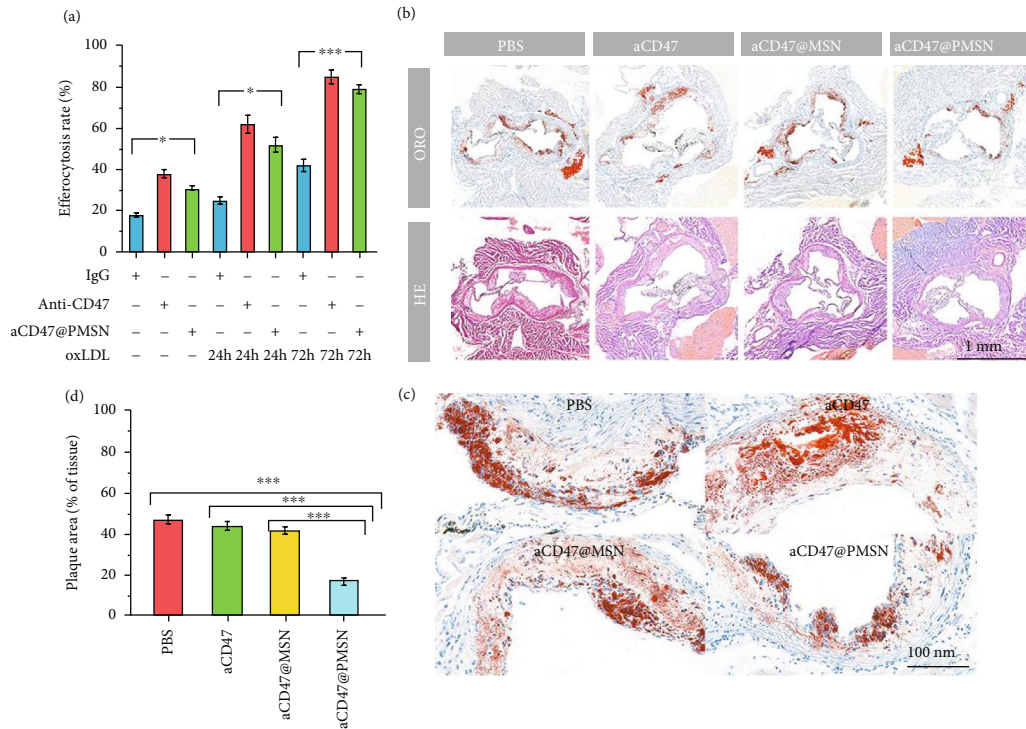 (a)
Efferocytosis rate (%)
100
80
60
40
20
0
*
*
***
IgG + – – + – – + – –
Anti-CD47 – + – – + – – + –
aCD47@PMSN – – + – – + – – +
oxLDL – – – 24h 24h 24h 72h 72h 72h
(b)
PBS aCD47 aCD47@MSN aCD47@PMSN
ORO
HE
1 mm
(d)
Plaque area (% of tissue)
100
80
60
40
20
0
***
***
***
PBS
aCD47
aCD47@MSN
aCD47@PMSN
(c)
PBS
aCD47
aCD47@MSN
aCD47@PMSN
100 nm